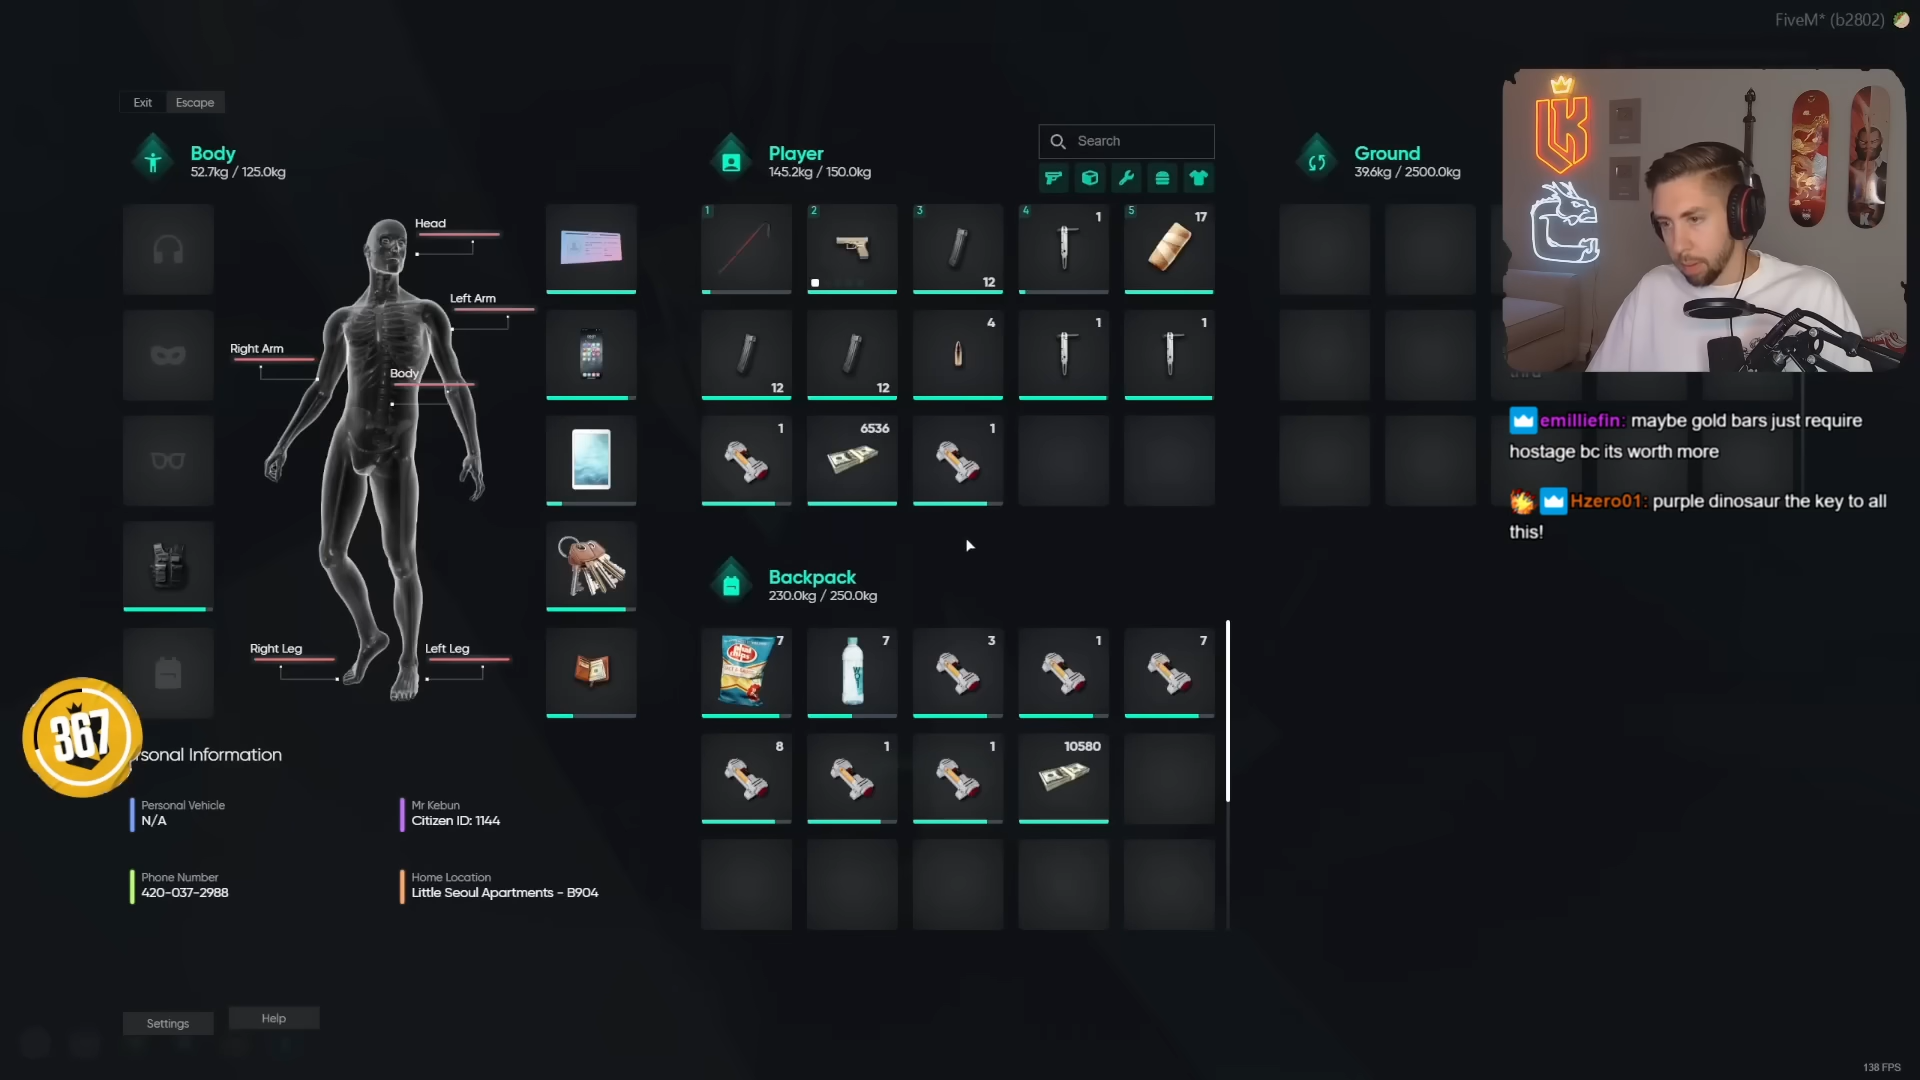 FiveM* (b2802)
Exit Escape
Body
52.7kg / 125.0kg
Head
Left Arm
Right Arm
Body
Right Leg
Left Leg
Player
145.2kg / 150.0kg
Search
1
2
3
12
4
1
5
17
12
12
4
1
1
1
6536
1
Backpack
230.0kg / 250.0kg
7
7
3
1
7
8
1
1
10580
Ground
39.6kg / 2500.0kg
emilliefin: maybe gold bars just require
hostage bc its worth more
Hzero01: purple dinosaur the key to all
this!
367
rsonal Information
Personal Vehicle
N/A
Mr Kebun
Citizen ID: 1144
Phone Number
420-037-2988
Home Location
Little Seoul Apartments - B904
Settings
Help
138 FPS